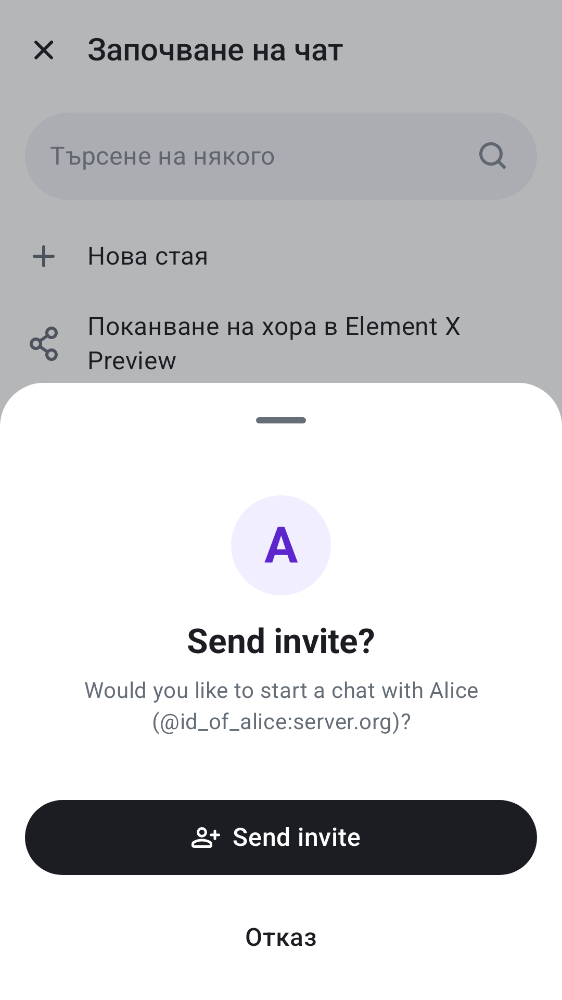 Започване на чат
Търсене на някого
Нова стая
Поканване на хора в Element X
Preview
A
Send invite?
Would you like to start a chat with Alice
(@id_of_alice:server.org)?
Send invite
Отказ